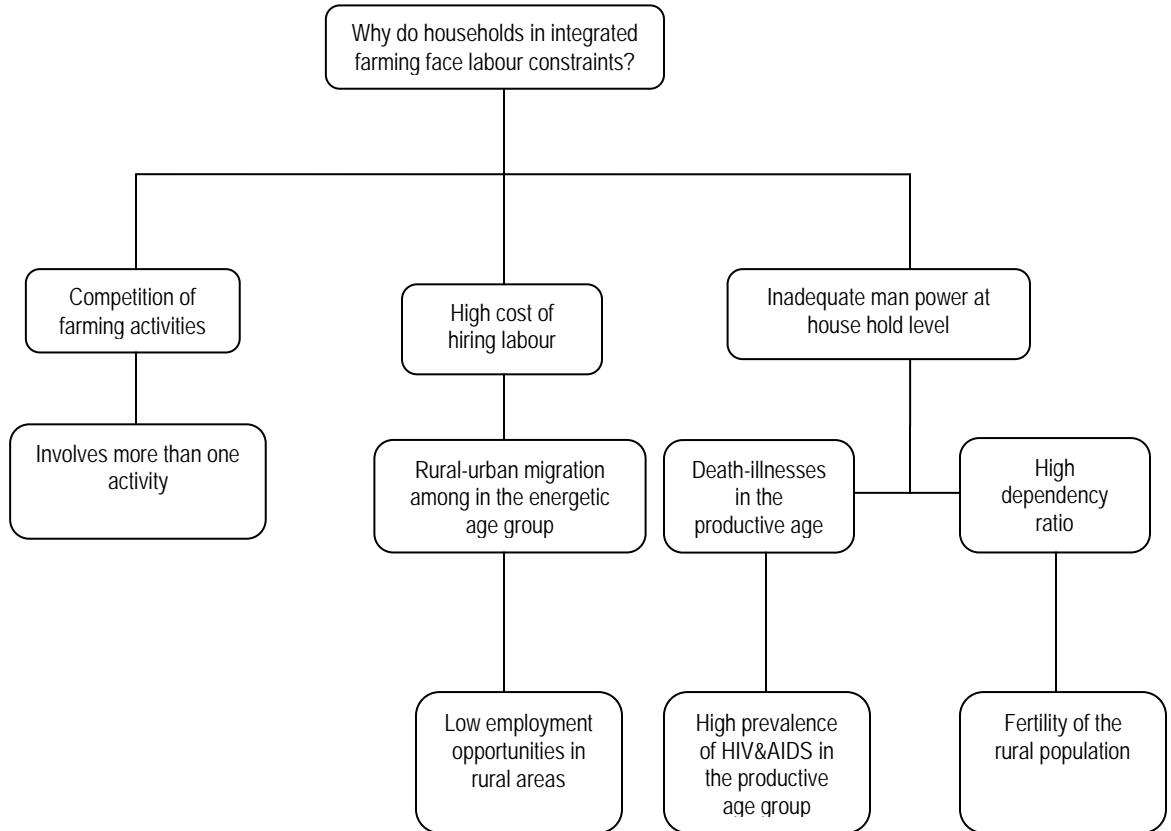 Why do households in integrated
farming face labour constraints?
Competition of
farming activities
High cost of
hiring labour
Inadequate man power at
house hold level
Involves more than one
activity
Rural-urban migration
among in the energetic
age group
Death-illnesses
in the
productive age
High
dependency
ratio
Low employment
opportunities in
rural areas
High prevalence
of HIV&AIDS in
the productive
age group
Fertility of the
rural population